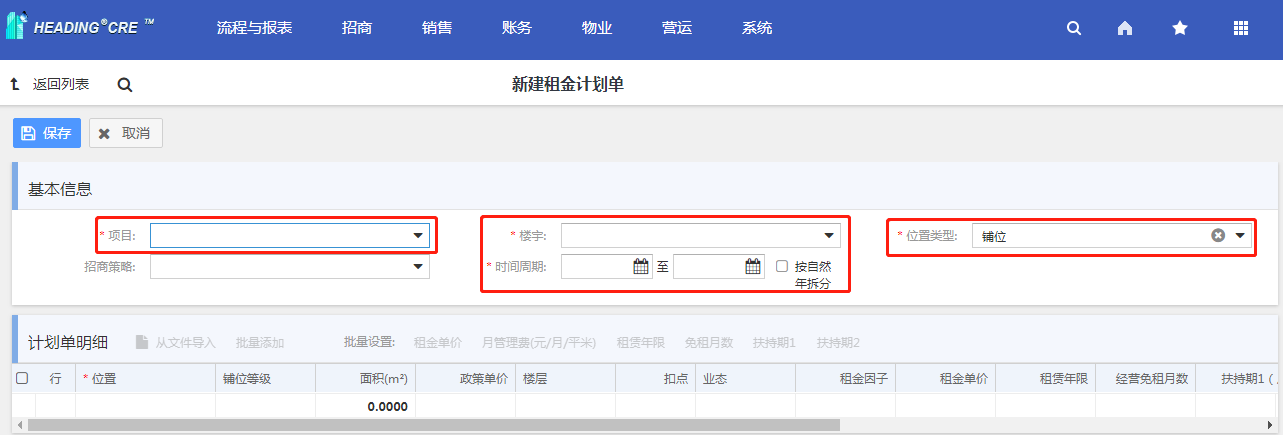 HEADING®CRE ™ 流程与报表 招商 销售 账务 物业 营运 系统
返回列表 新建租金计划单
保存 取消
基本信息
* 项目: * 楼宇: * 位置类型: 铺位
招商策略: * 时间周期: 至 按自然
年拆分
计划单明细 从文件导入 批量添加 批量设置: 租金单价 月管理费(元/月/平米) 租赁年限 免租月数 扶持期1 扶持期2
行 * 位置 铺位等级 面积(m²) 政策单价 楼层 扣点 业态 租金因子 租金单价 租赁年限 经营免租月数 扶持期1
0.0000